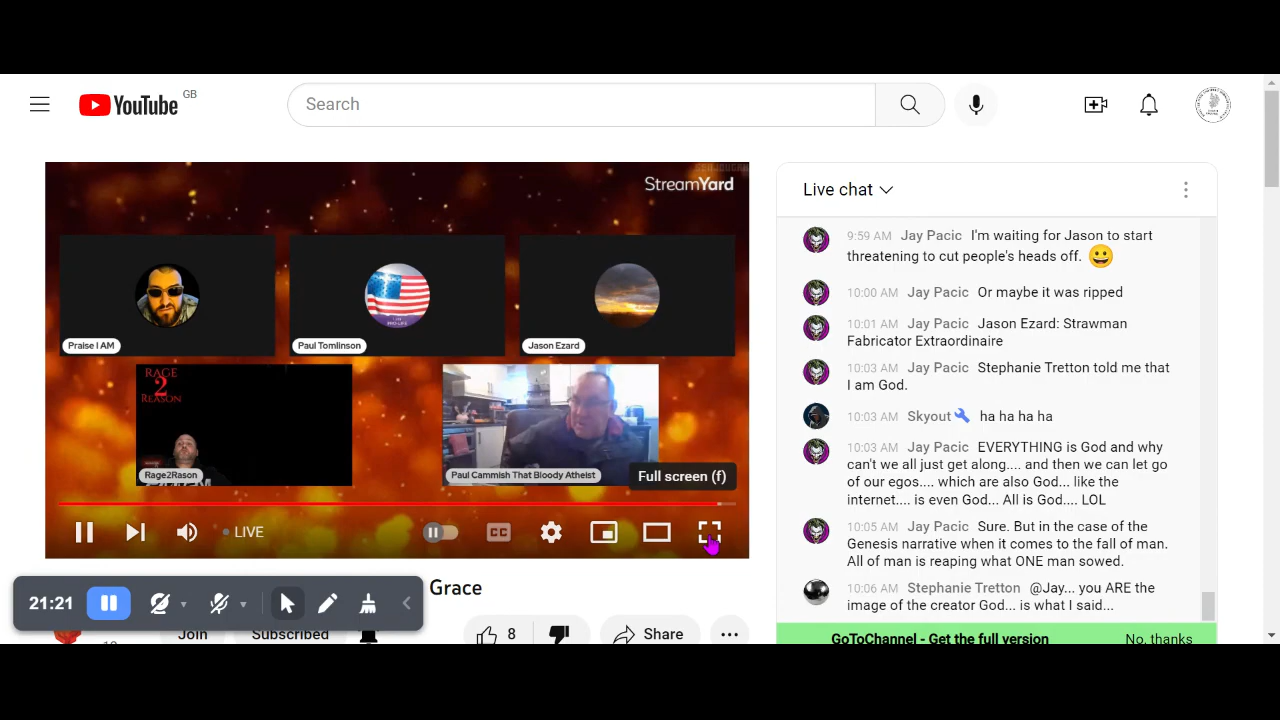 YouTube GB
Search
StreamYard
Praise I AM
Paul Tomlinson
Jason Ezard
RAGE
2
REASON
Rage2Rason
Paul Cammish That Bloody Atheist
Full screen (f)
LIVE
CC
Grace
21:21
Join
Subscribed
8
Share
Live chat
9:59 AM Jay Pacic I'm waiting for Jason to start
threatening to cut people's heads off. 😀
10:00 AM Jay Pacic Or maybe it was ripped
10:01 AM Jay Pacic Jason Ezard: Strawman
Fabricator Extraordinaire
10:03 AM Jay Pacic Stephanie Tretton told me that
I am God.
10:03 AM Skyout ha ha ha ha
10:03 AM Jay Pacic EVERYTHING is God and why
can't we all just get along.... and then we can let go
of our egos.... which are also God... like the
internet.... is even God... All is God.... LOL
10:05 AM Jay Pacic Sure. But in the case of the
Genesis narrative when it comes to the fall of man.
All of man is reaping what ONE man sowed.
10:06 AM Stephanie Tretton @Jay... you ARE the
image of the creator God... is what I said...
GoToChannel - Get the full version No, thanks